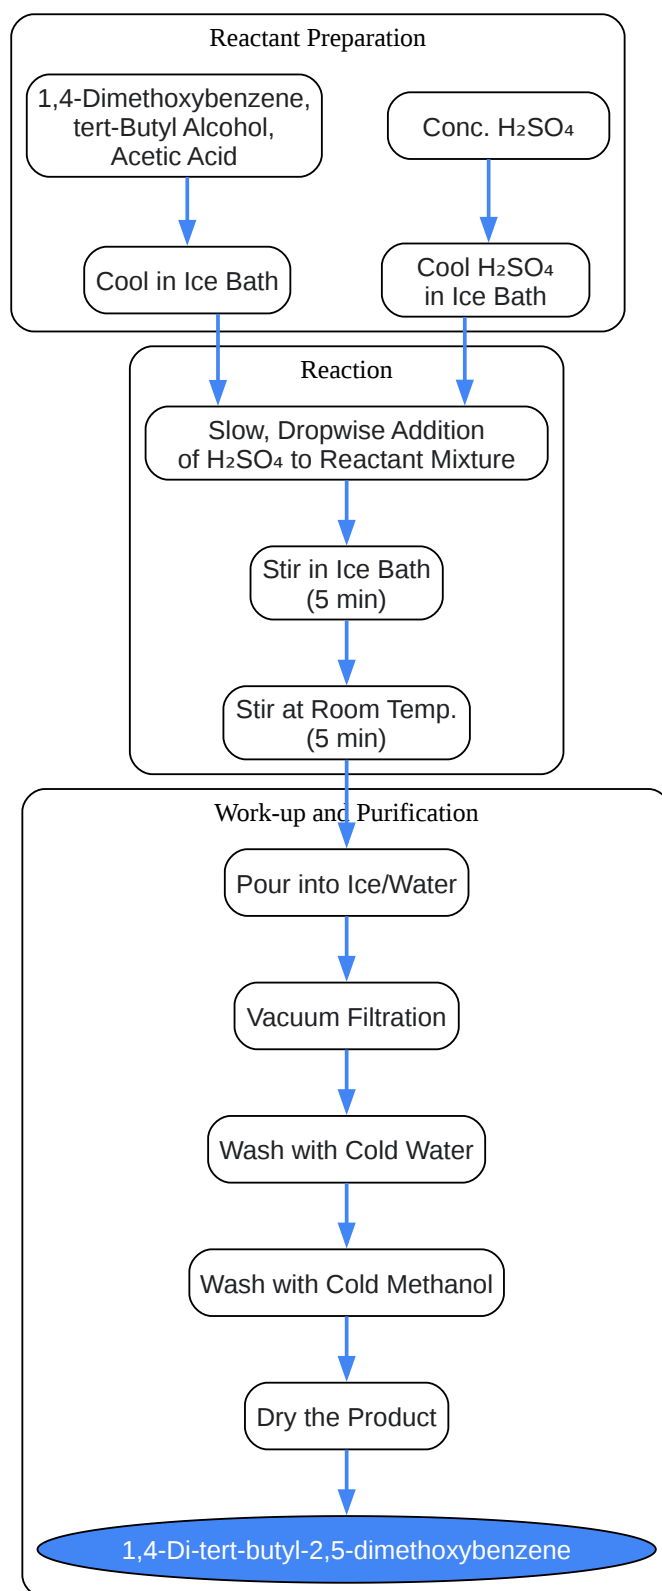 Reactant Preparation
1,4-Dimethoxybenzene,
tert-Butyl Alcohol,
Acetic Acid
Conc. H₂SO₄
Cool in Ice Bath
Cool H₂SO₄
in Ice Bath
Reaction
Slow, Dropwise Addition
of H₂SO₄ to Reactant Mixture
Stir in Ice Bath
(5 min)
Stir at Room Temp.
(5 min)
Work-up and Purification
Pour into Ice/Water
Vacuum Filtration
Wash with Cold Water
Wash with Cold Methanol
Dry the Product
1,4-Di-tert-butyl-2,5-dimethoxybenzene